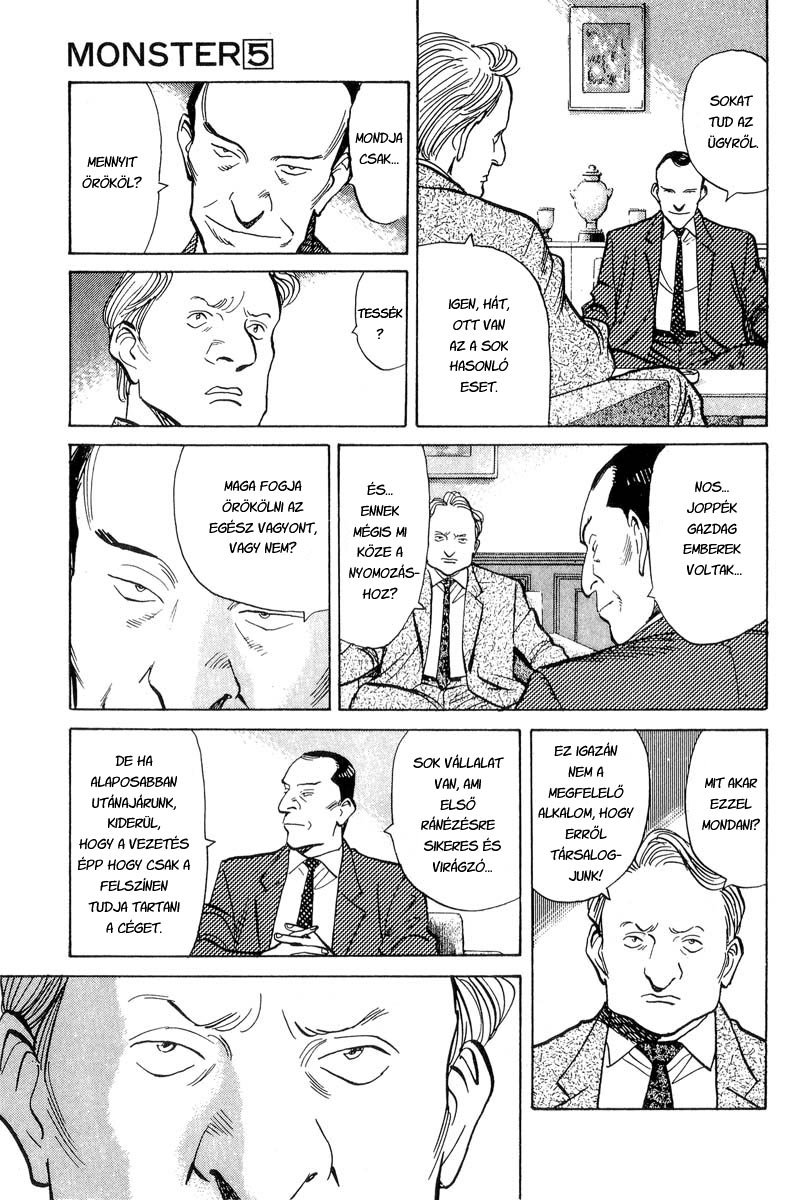 MONSTER 5
SOKAT
TUD AZ
ÜGYRŐL.
IGEN, HÁT,
OTT VAN
AZ A SOK
HASONLÓ
ESET.
MONDJA
CSAK...
MENNYIT
ÖRÖKÖL?
TESSÉK
?
NOS...
JOPPÉK
GAZDAG
EMBEREK
VOLTAK...
ÉS...
ENNEK
MÉGIS MI
KÖZE A
NYOMOZÁS-
HOZ?
MAGA FOGJA
ÖRÖKÖLNI AZ
EGÉSZ VAGYONT,
VAGY NEM?
MIT AKAR
EZZEL
MONDANI?
EZ IGAZÁN
NEM A
MEGFELELŐ
ALKALOM, HOGY
ERRŐL
TÁRSALOG-
JUNK!
SOK VÁLLALAT
VAN, AMI
ELSŐ
RÁNÉZÉSRE
SIKERES ÉS
VIRÁGZÓ...
DE HA
ALAPOSABBAN
UTÁNAJÁRUNK,
KIDERÜL,
HOGY A VEZETÉS
ÉPP HOGY CSAK A
FELSZÍNEN
TUDJA TARTANI
A CÉGET.